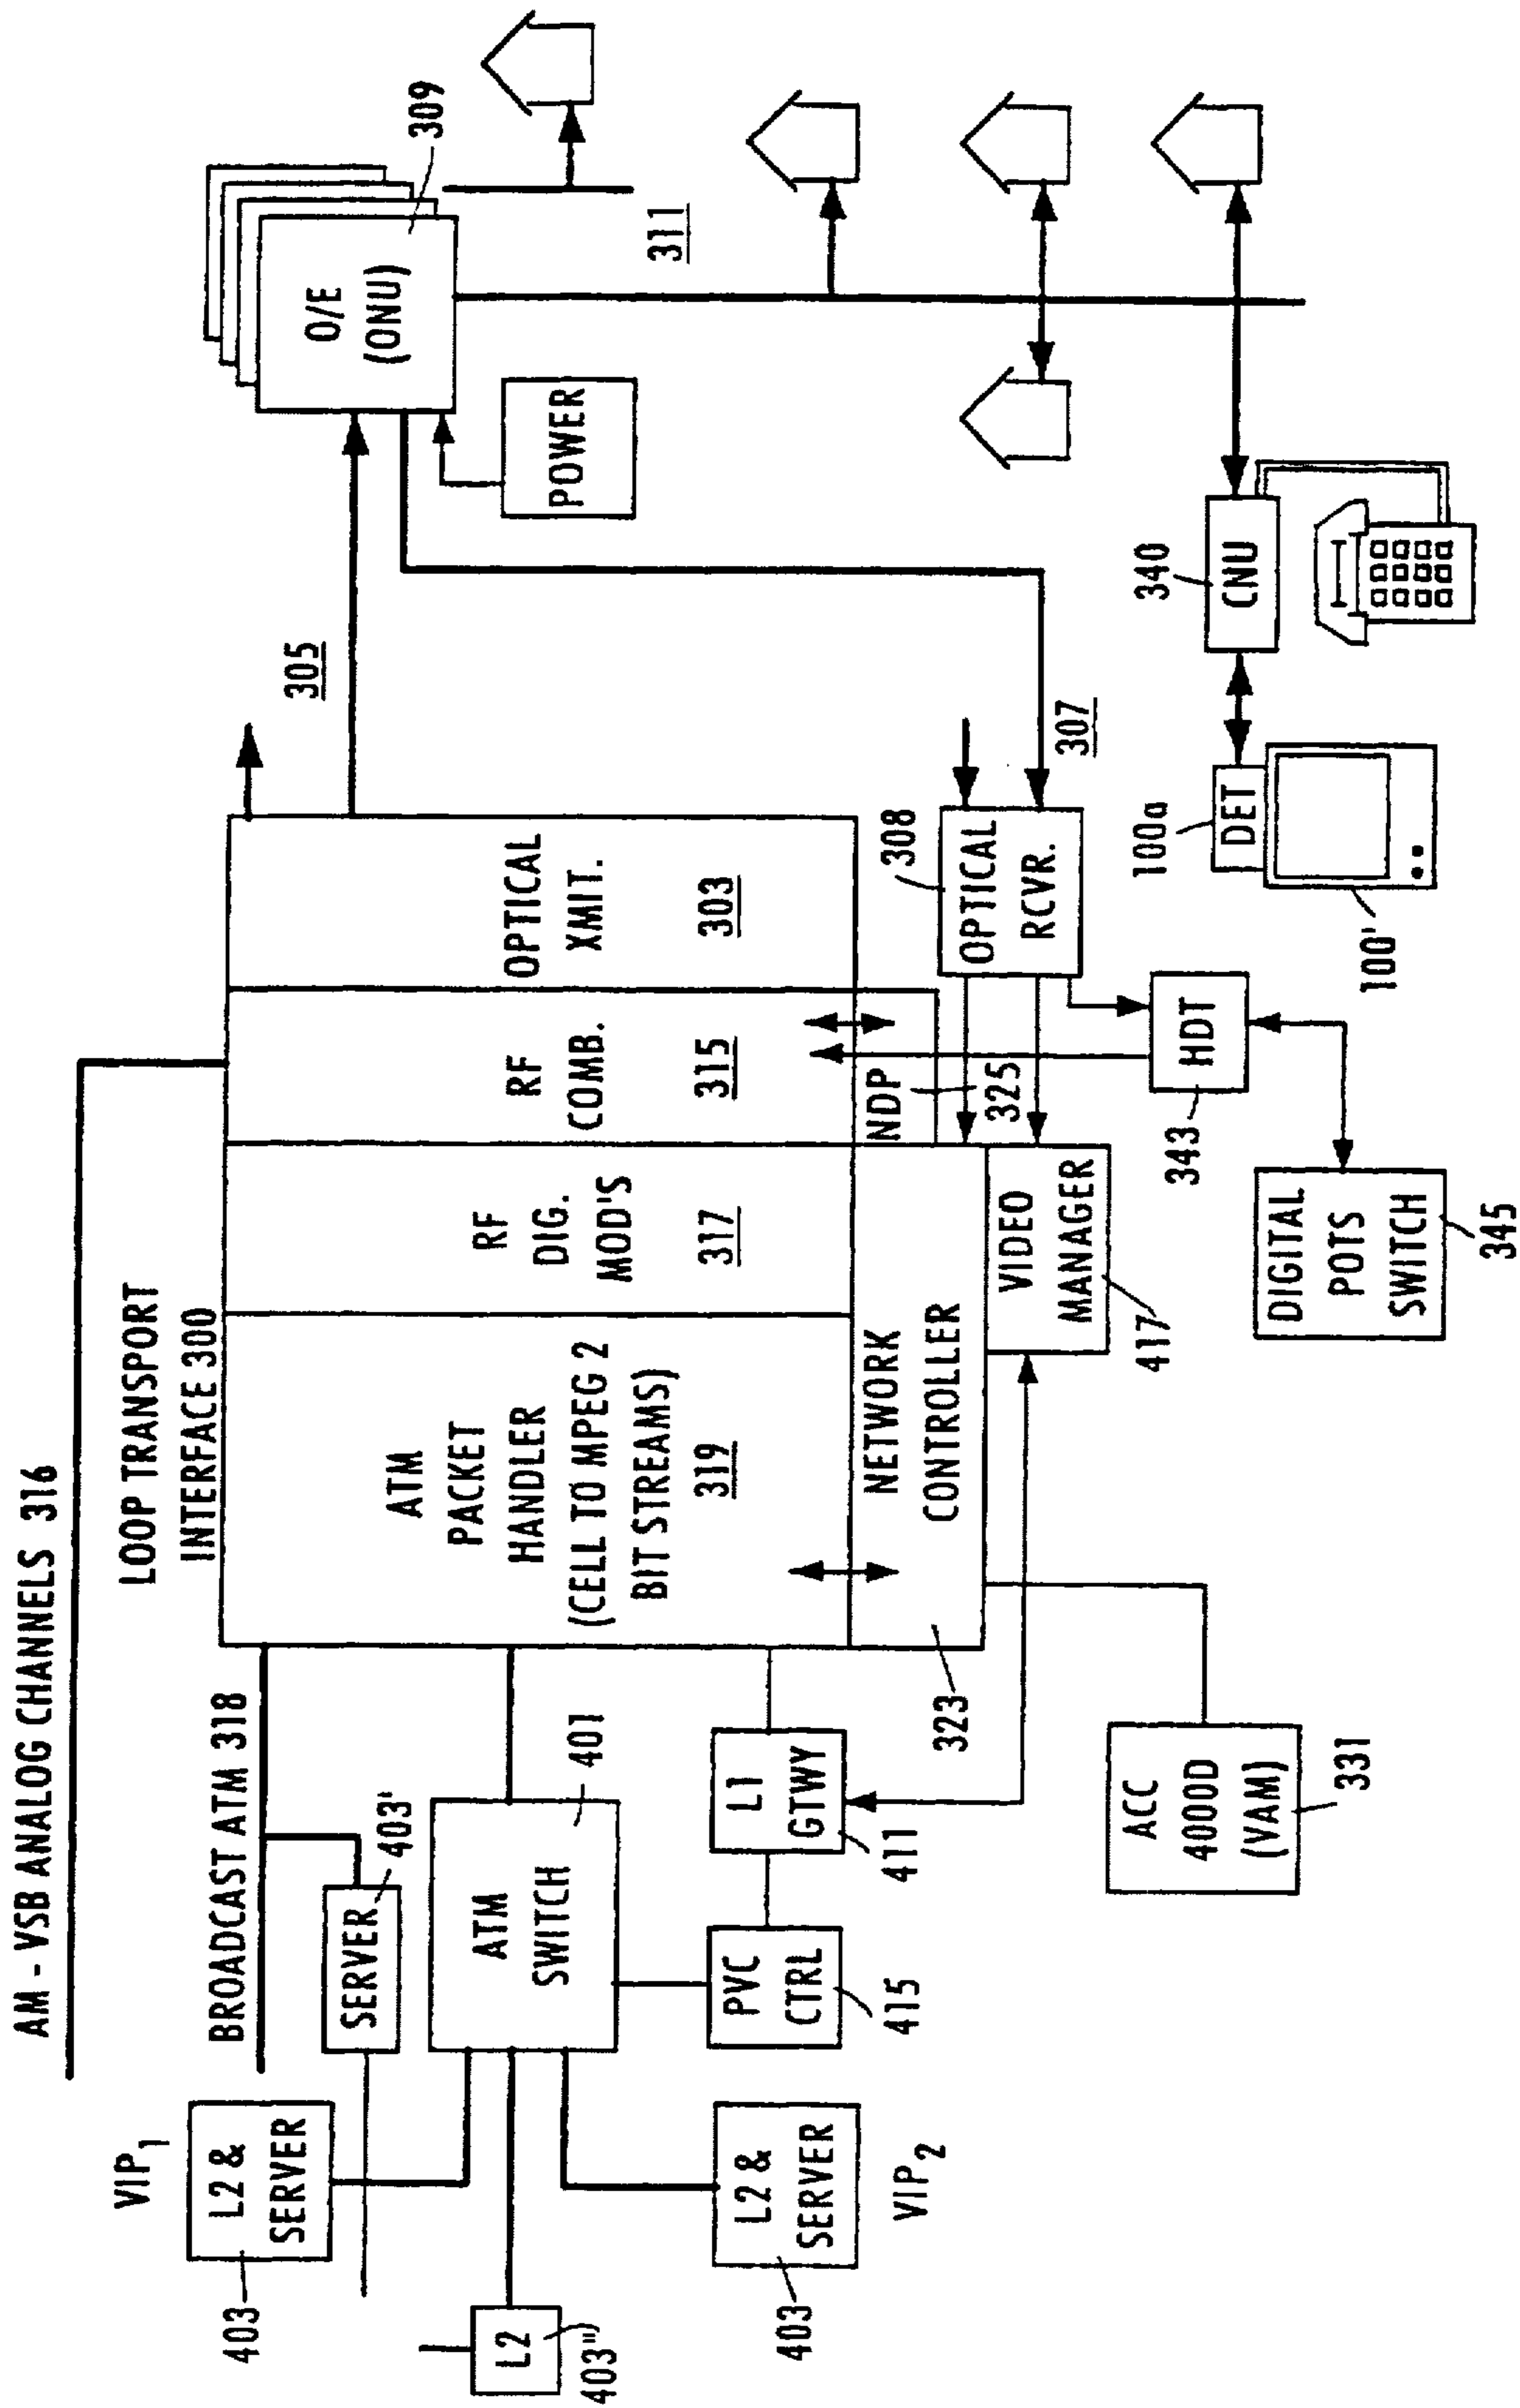 AM - VSB ANALOG CHANNELS 316
LOOP TRANSPORT
INTERFACE 300
BROADCAST ATM 318
VIP1
L2 &
SERVER
403
SERVER
403'
L2
403"
L2 &
SERVER
403
VIP2
ATM
SWITCH
401
PVC
CTRL
415
L1
GTWY
411
ATM
PACKET
HANDLER
(CELL TO MPEG 2
BIT STREAMS)
319
RF
DIG.
MOD'S
317
RF
COMB.
315
OPTICAL
XMIT.
303
NETWORK
CONTROLLER
323
NDP
325
VIDEO
MANAGER
417
ACC
4000D
(VAM)
331
OPTICAL
RCVR.
308
HDT
343
DIGITAL
POTS
SWITCH
345
305
307
O/E
(ONU)
309
POWER
311
CNU
340
DET
100a
100'